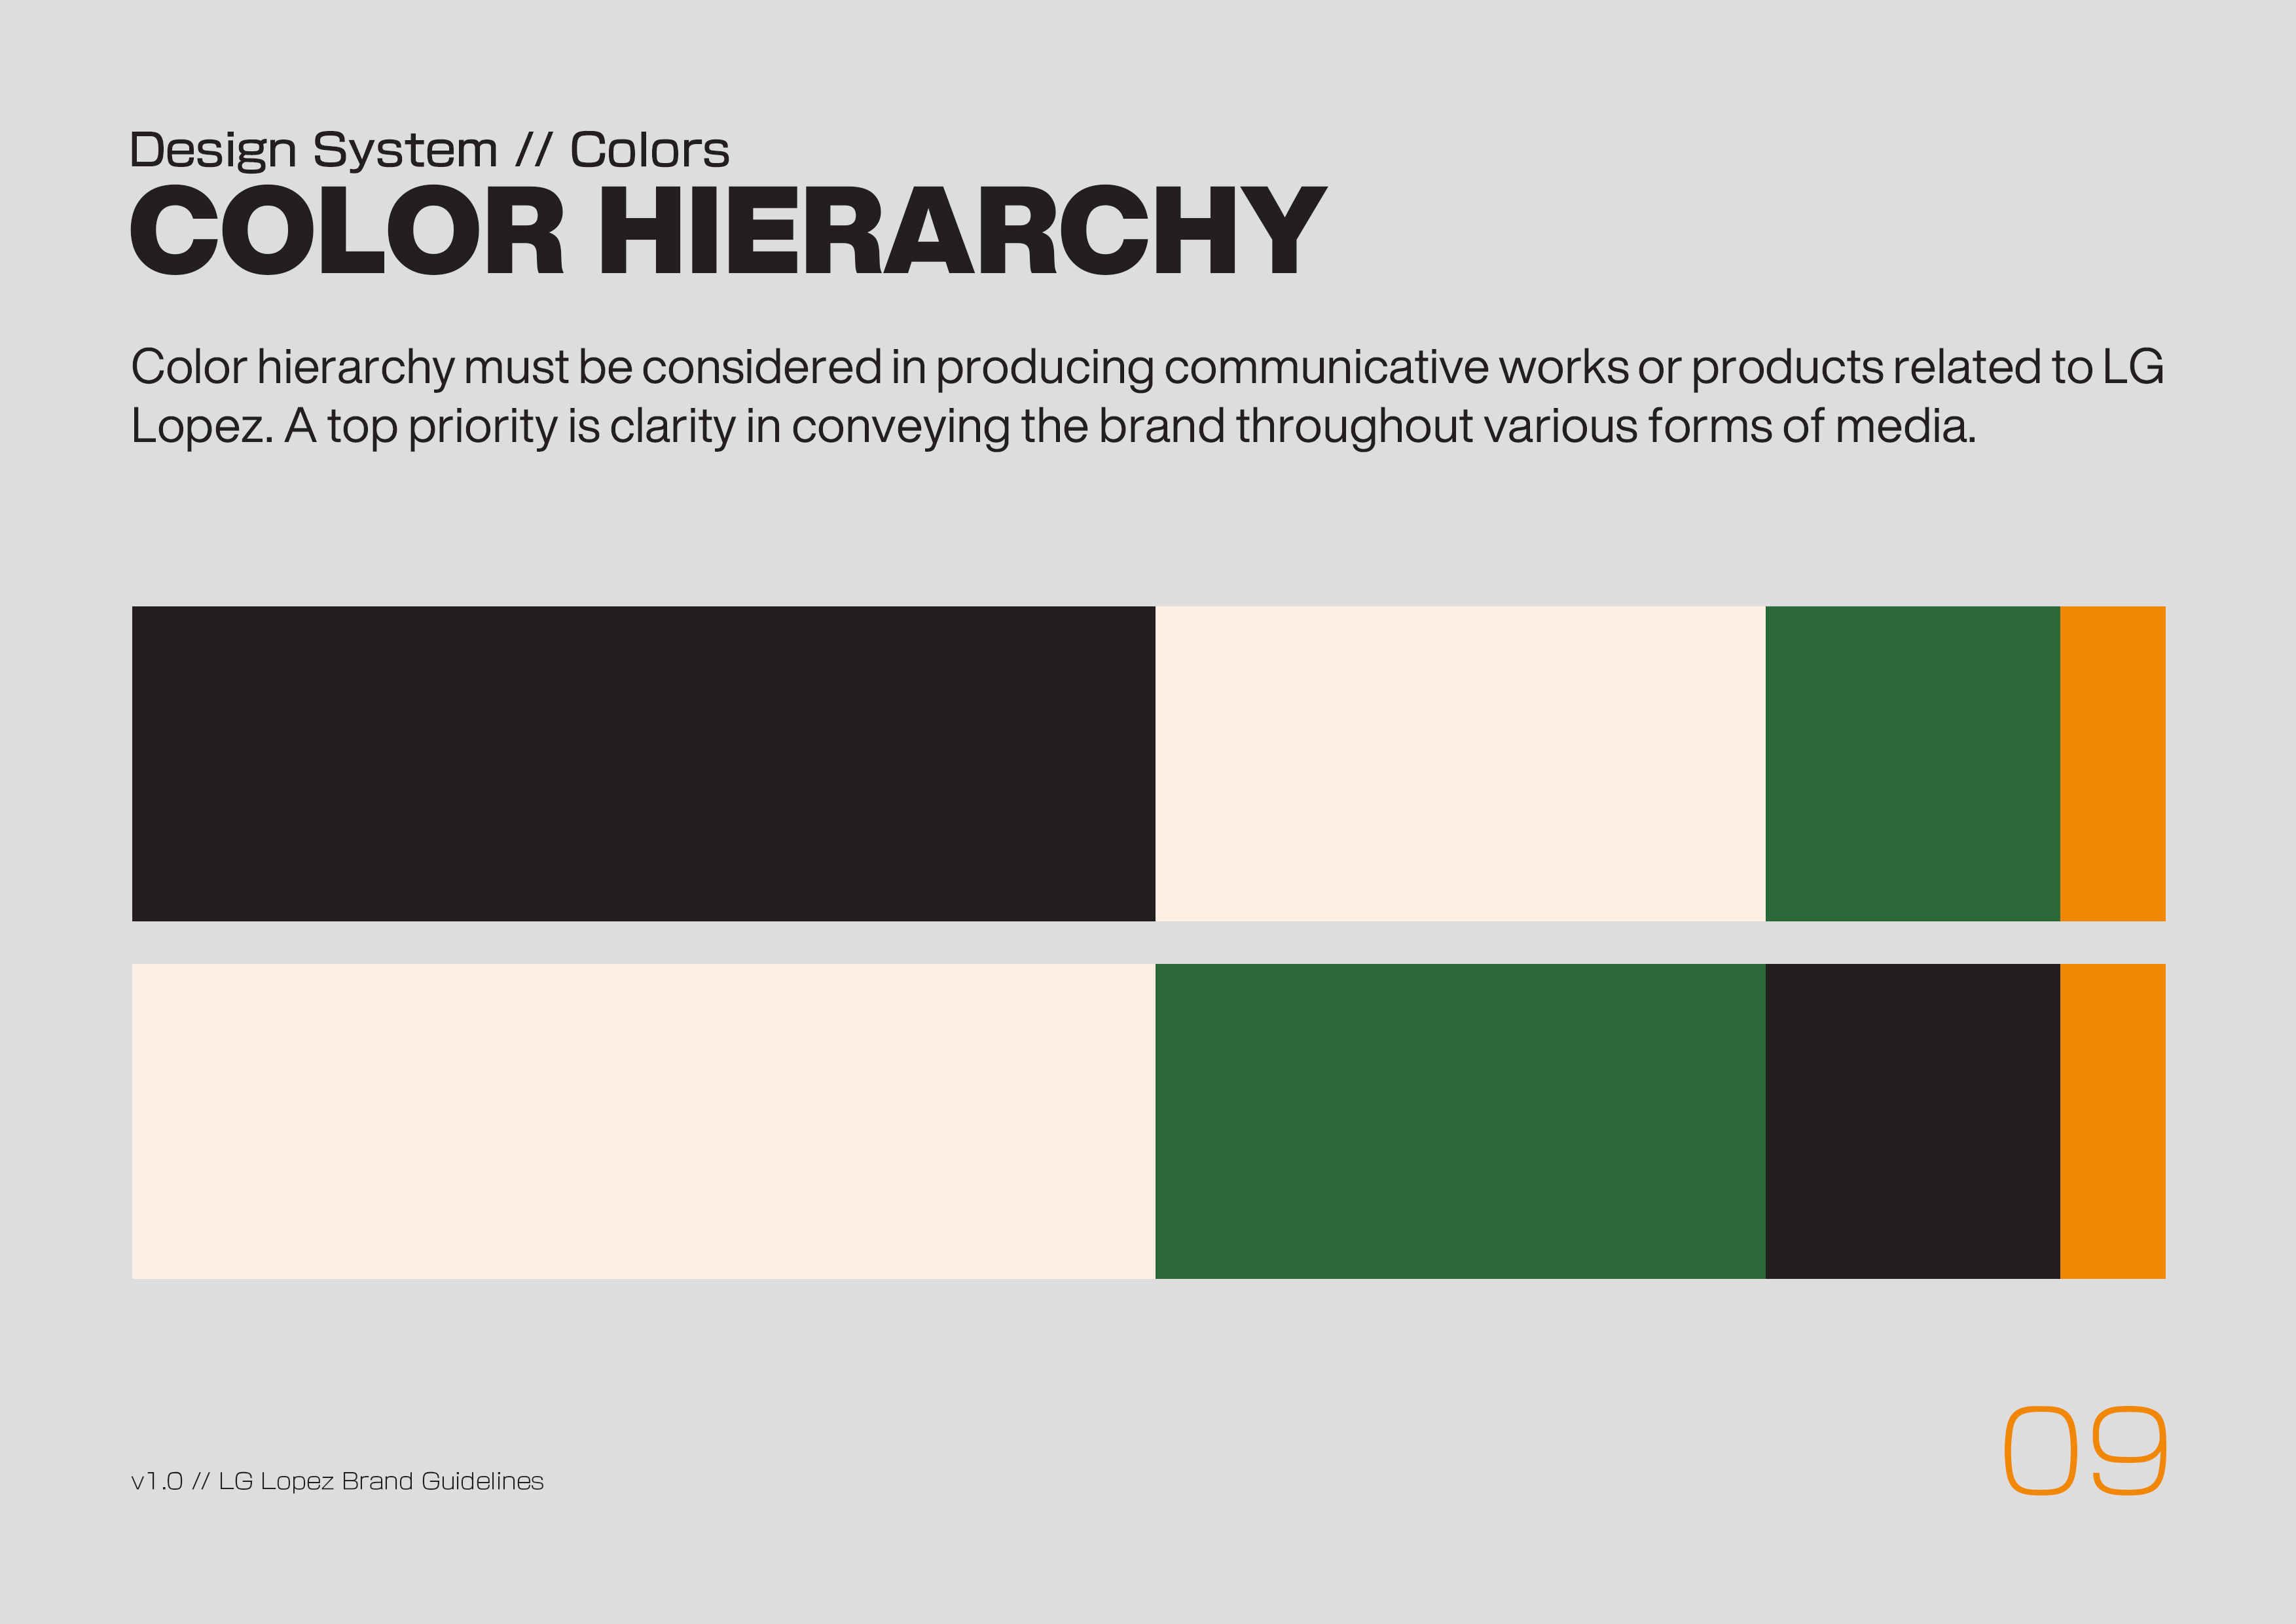 Design System // Colors
COLOR HIERARCHY
Color hierarchy must be considered in producing communicative works or products related to LG
Lopez. A top priority is clarity in conveying the brand throughout various forms of media.
v1.0 // LG Lopez Brand Guidelines
09